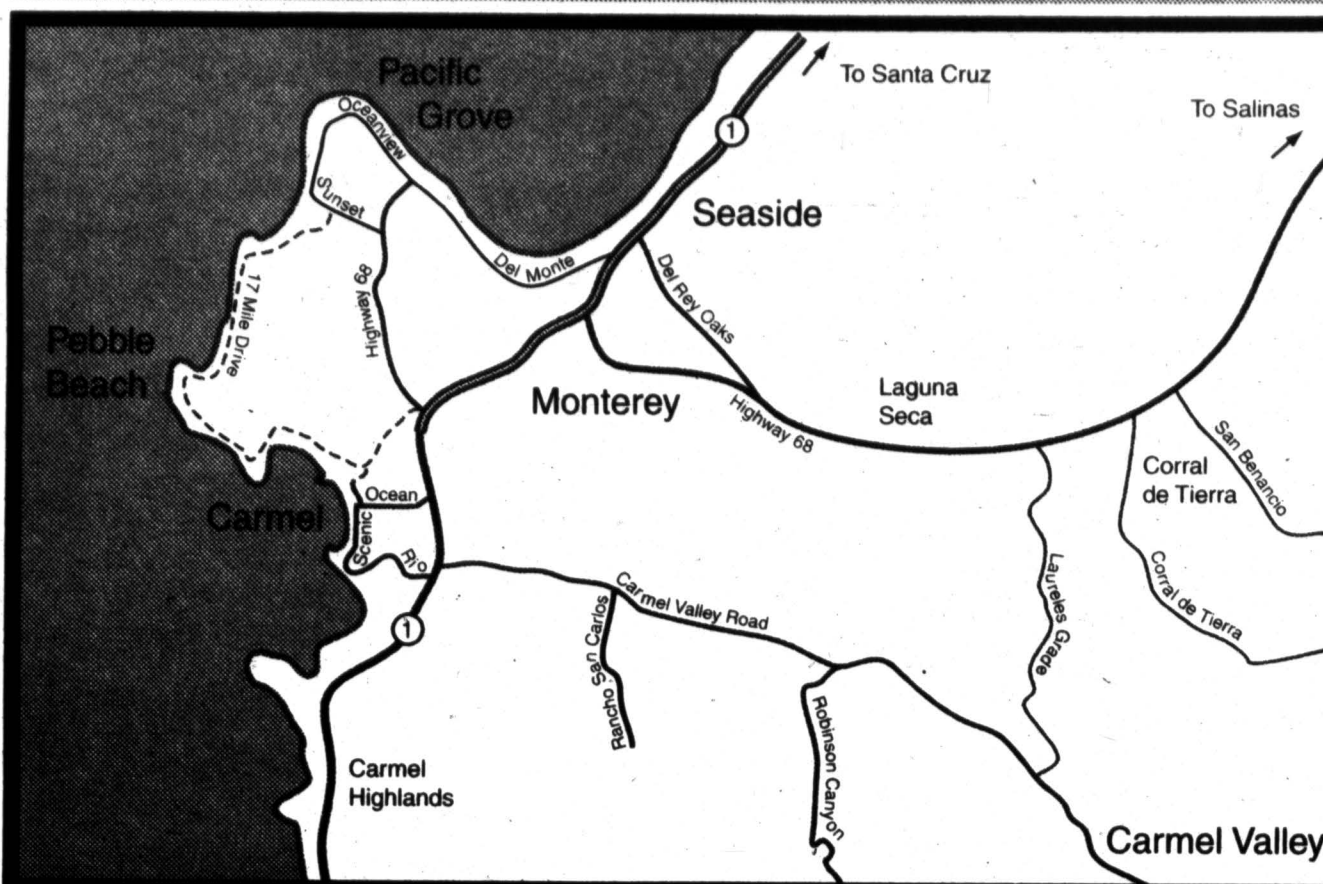 Pacific
Grove
To Santa Cruz
To Salinas
Oceanview
1
Sunset
Seaside
Del Monte
Del Rey Oaks
17 Mile Drive
Highway 68
Pebble
Beach
Monterey
Laguna
Seca
Highway 68
San Benancio
Corral
de Tierra
Ocean
Carmel
Scenic
Rio
Carmel Valley Road
Laureles Grade
Corral de Tierra
1
Rancho San Carlos
Robinson Canyon
Carmel
Highlands
Carmel Valley